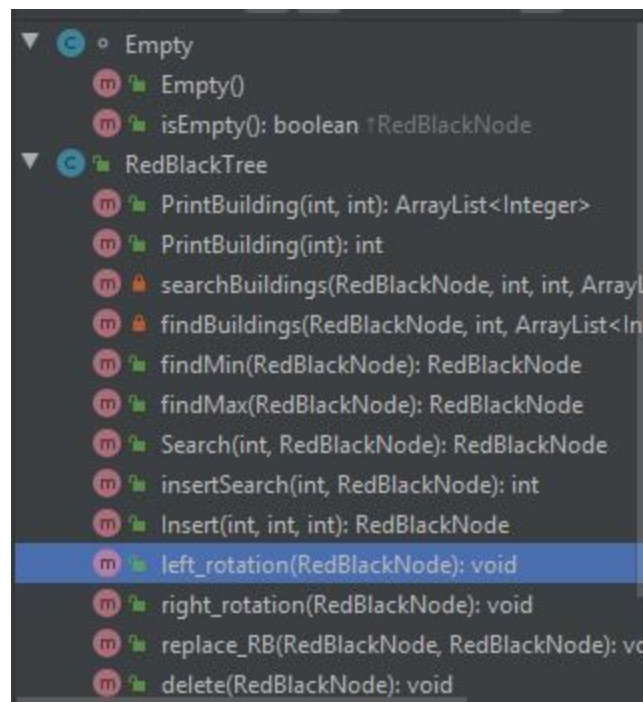 Empty
Empty()
isEmpty(): boolean ↑RedBlackNode
RedBlackTree
PrintBuilding(int, int): ArrayList<Integer>
PrintBuilding(int): int
searchBuildings(RedBlackNode, int, int, ArrayL
findBuildings(RedBlackNode, int, ArrayList<In
findMin(RedBlackNode): RedBlackNode
findMax(RedBlackNode): RedBlackNode
Search(int, RedBlackNode): RedBlackNode
insertSearch(int, RedBlackNode): int
Insert(int, int, int): RedBlackNode
left_rotation(RedBlackNode): void
right_rotation(RedBlackNode): void
replace_RB(RedBlackNode, RedBlackNode): vo
delete(RedBlackNode): void